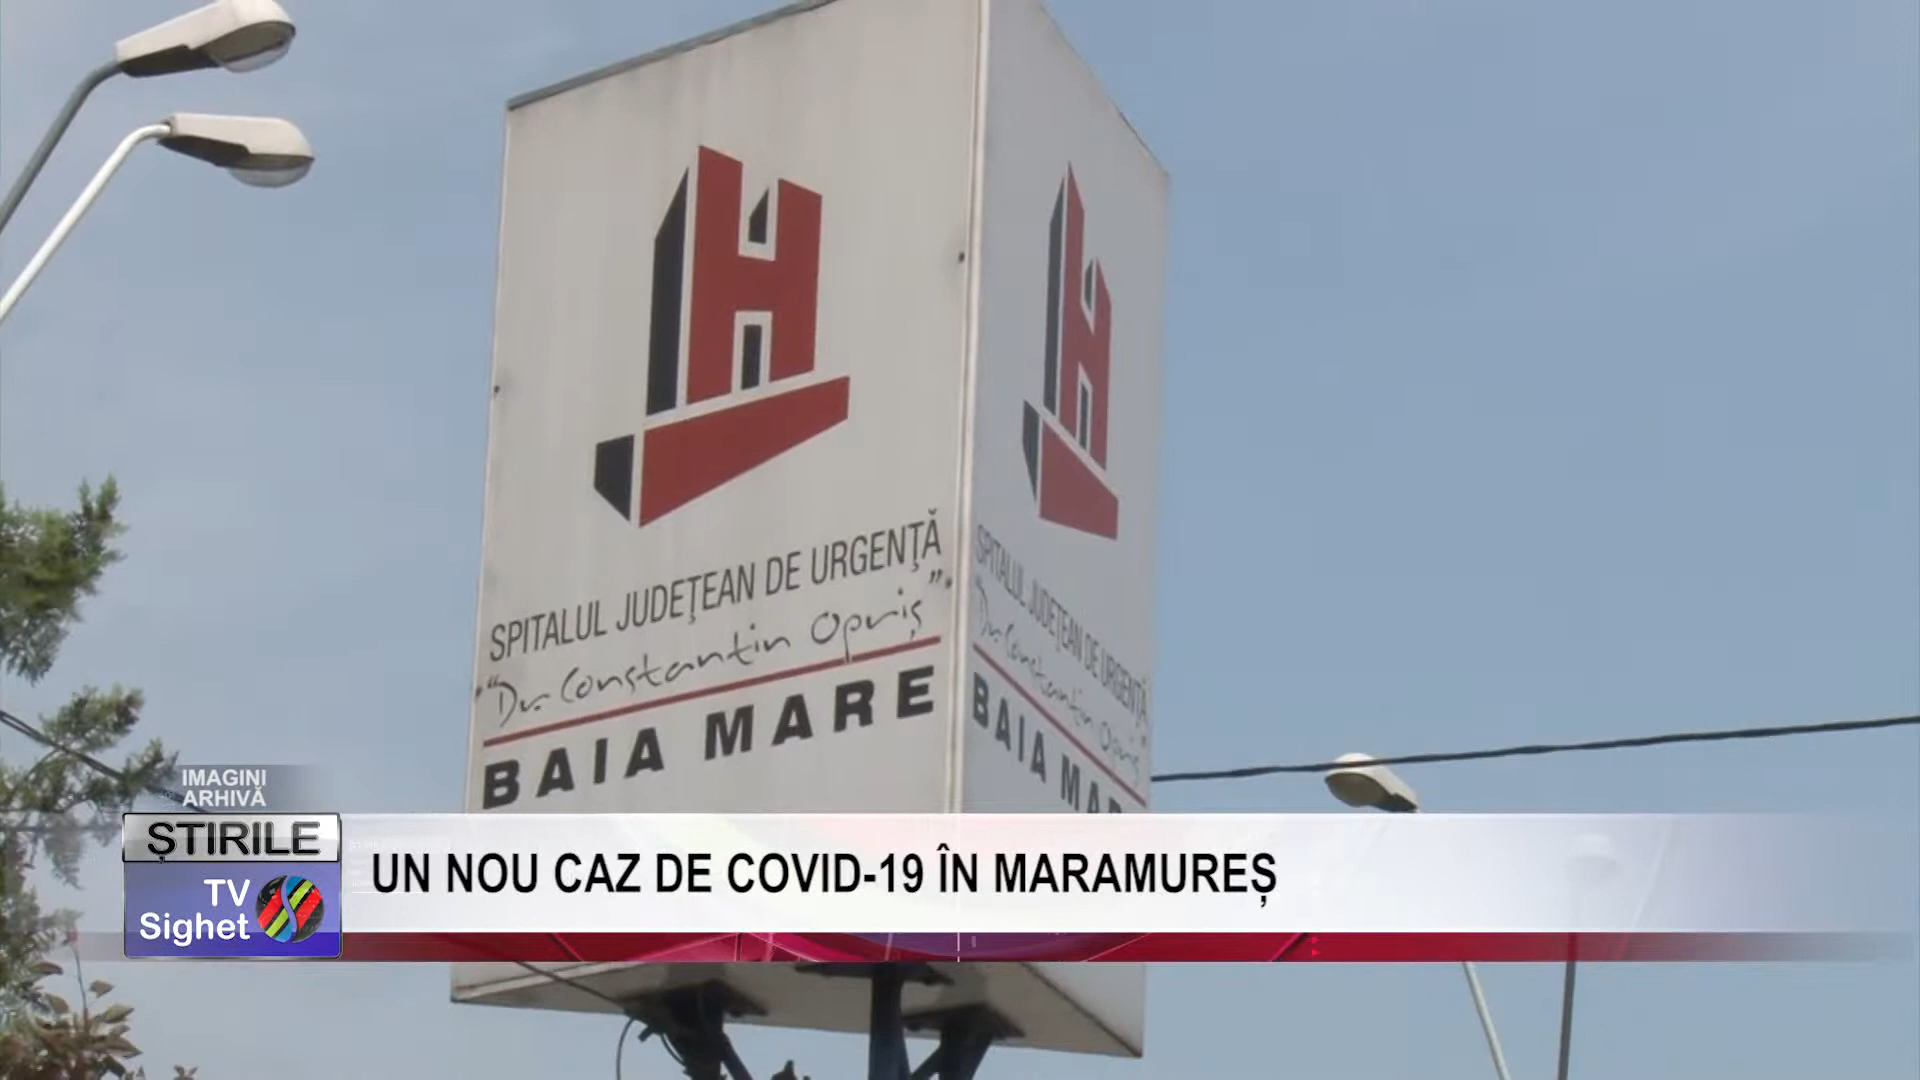 H
H
SPITALUL JUDEȚEAN DE URGENȚĂ
"Dr. Constantin Opriș"
BAIA MARE
SPITALUL JUDEȚEAN DE URGENȚĂ
"Dr. Constantin Opriș"
BAIA MAR
IMAGINI
ARHIVĂ
ȘTIRILE
TV
Sighet
UN NOU CAZ DE COVID-19 ÎN MARAMUREȘ